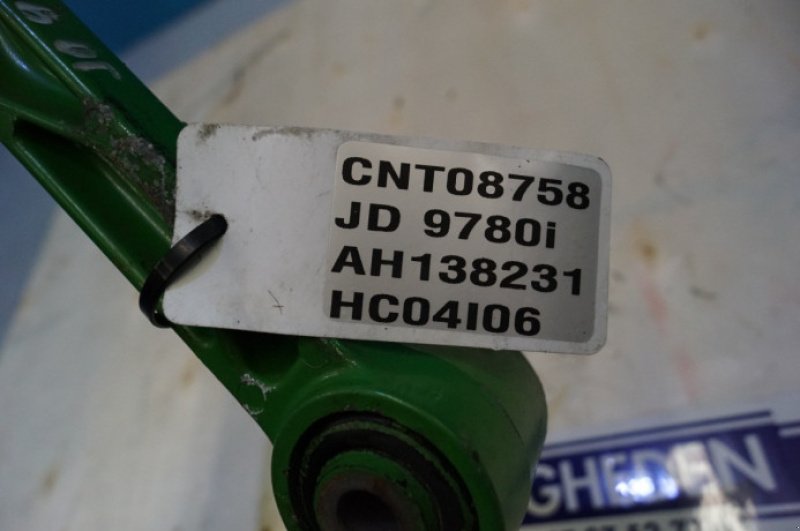 CNT08758
JD 9780i
AH138231
HC04I06
GHEDEN